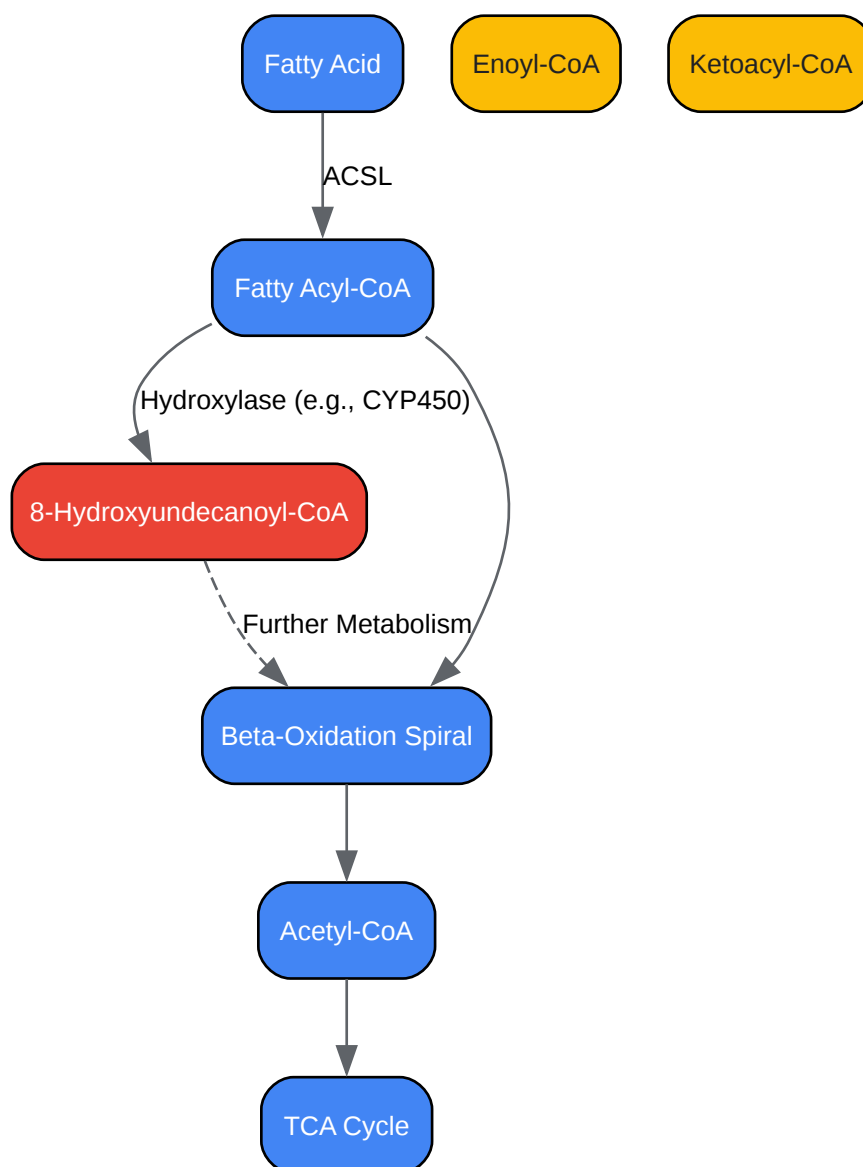 Fatty Acid
Enoyl-CoA
Ketoacyl-CoA
ACSL
Fatty Acyl-CoA
Hydroxylase (e.g., CYP450)
8-Hydroxyundecanoyl-CoA
Further Metabolism
Beta-Oxidation Spiral
Acetyl-CoA
TCA Cycle